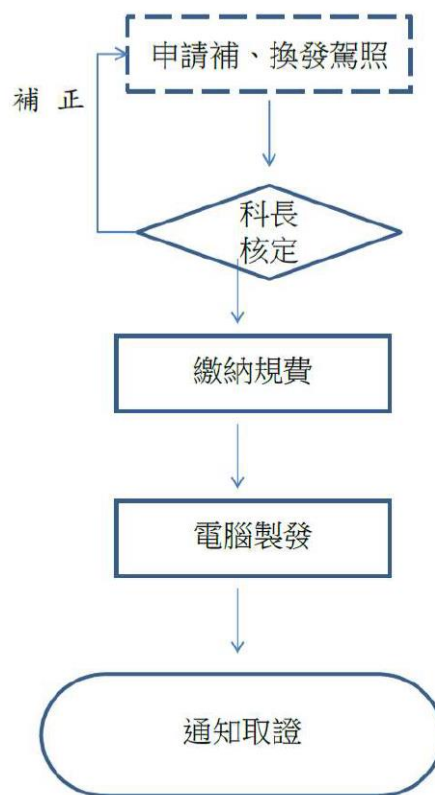 申請補、換發駕照
補 正
科長
核定
繳納規費
電腦製發
通知取證